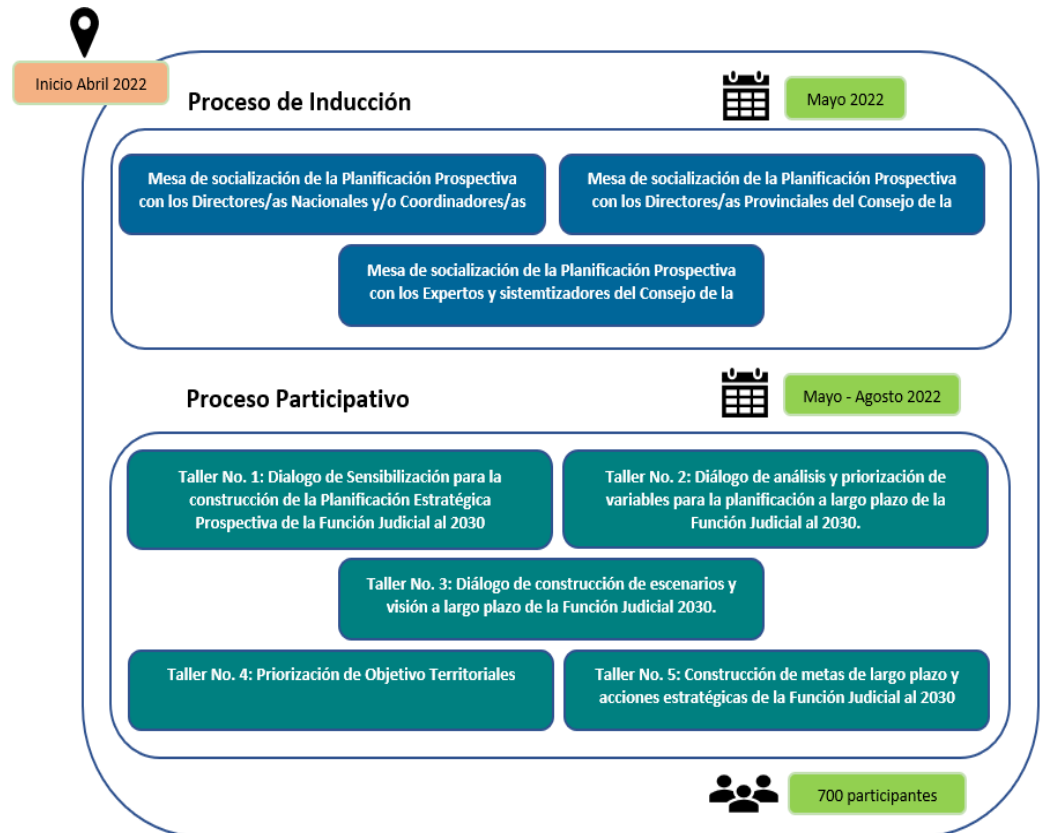 Inicio Abril 2022
Proceso de Inducción
Mayo 2022
Mesa de socialización de la Planificación Prospectiva
con los Directores/as Nacionales y/o Coordinadores/as
Mesa de socialización de la Planificación Prospectiva
con los Directores/as Provinciales del Consejo de la
Mesa de socialización de la Planificación Prospectiva
con los Expertos y sistemtizadores del Consejo de la
Proceso Participativo
Mayo - Agosto 2022
Taller No. 1: Dialogo de Sensibilización para la
construcción de la Planificación Estratégica
Prospectiva de la Función Judicial al 2030
Taller No. 2: Diálogo de análisis y priorización de
variables para la planificación a largo plazo de la
Función Judicial al 2030.
Taller No. 3: Diálogo de construcción de escenarios y
visión a largo plazo de la Función Judicial 2030.
Taller No. 4: Priorización de Objetivo Territoriales
Taller No. 5: Construcción de metas de largo plazo y
acciones estratégicas de la Función Judicial al 2030
700 participantes